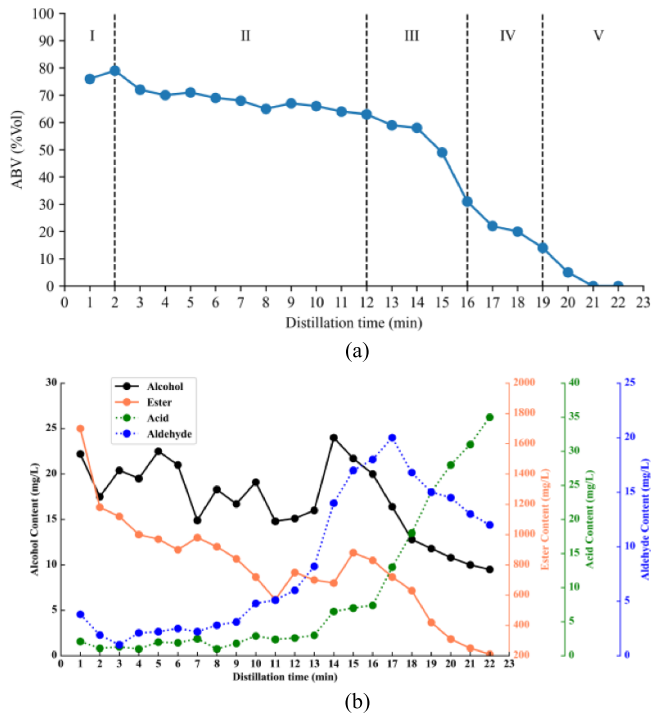 100
90
80
70
60
50
40
30
20
10
0
ABV (%Vol)
I II III IV V
0 1 2 3 4 5 6 7 8 9 10 11 12 13 14 15 16 17 18 19 20 21 22 23
Distillation time (min)
(a)
30
25
20
15
10
5
0
Alcohol Content (mg/L)
Alcohol
Ester
Acid
Aldehyde
2000
1800
1600
1400
1200
1000
800
600
400
200
Ester Content (mg/L)
40
35
30
25
20
15
10
5
0
Acid Content (mg/L)
25
20
15
10
5
0
Aldehyde Content (mg/L)
0 1 2 3 4 5 6 7 8 9 10 11 12 13 14 15 16 17 18 19 20 21 22 23
Distillation time (min)
(b)